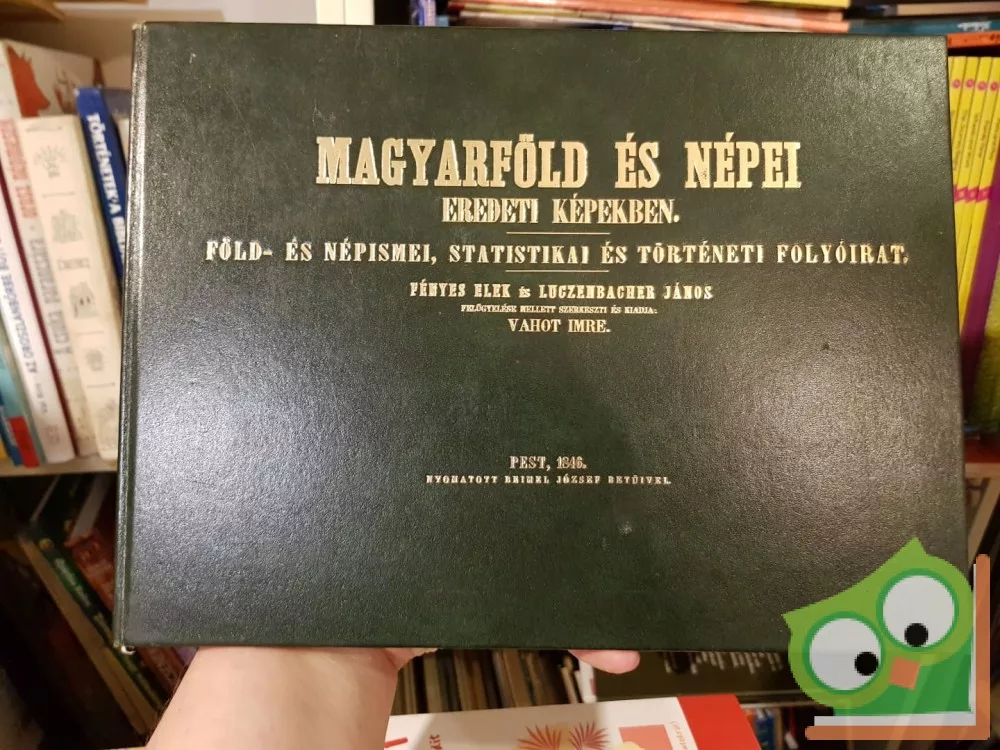 MAGYARFÖLD ÉS NÉPEI
EREDETI KÉPEKBEN.
FÖLD- ÉS NÉPISMEI, STATISTIKAI ÉS TÖRTÉNETI FOLYÓIRAT.
FÉNYES ELEK és LUCZENBACHER JÁNOS
FELÜGYELÉSE MELLETT SZERKESZTI ÉS KIADJA:
VAHOT IMRE.
PEST, 1846.
NYOMATOTT BEIMEL JÓZSEF BETŰIVEL.
TÖRTÉNETEK A